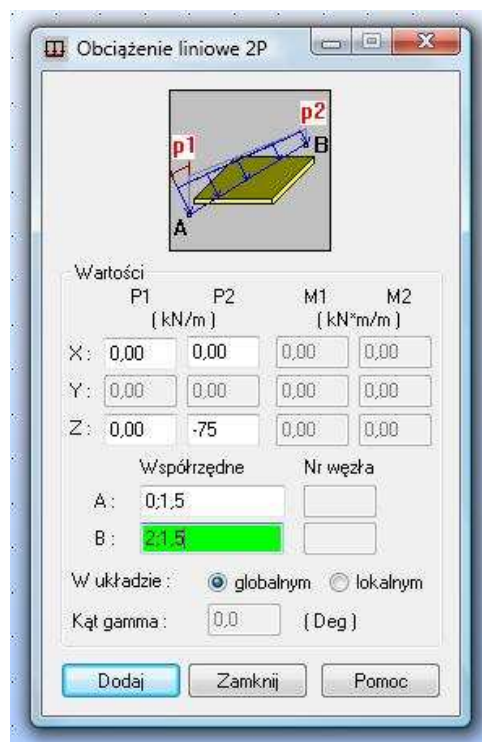 Obciążenie liniowe 2P
p2
p1
B
A
Wartości
P1 P2 M1 M2
( kN/m ) ( kN*m/m )
X : 0,00 0,00 0,00 0,00
Y : 0,00 0,00 0,00 0,00
Z : 0,00 -75 0,00 0,00
Współrzędne Nr węzła
A : 0;1,5
B : 2;1,5
W układzie : globalnym lokalnym
Kąt gamma : 0,0 ( Deg )
Dodaj Zamknij Pomoc